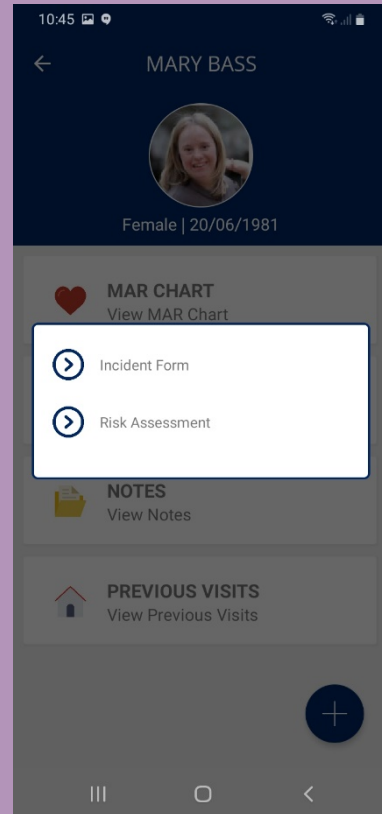 10:45
MARY BASS
Female | 20/06/1981
MAR CHART
View MAR Chart
Incident Form
Risk Assessment
NOTES
View Notes
PREVIOUS VISITS
View Previous Visits